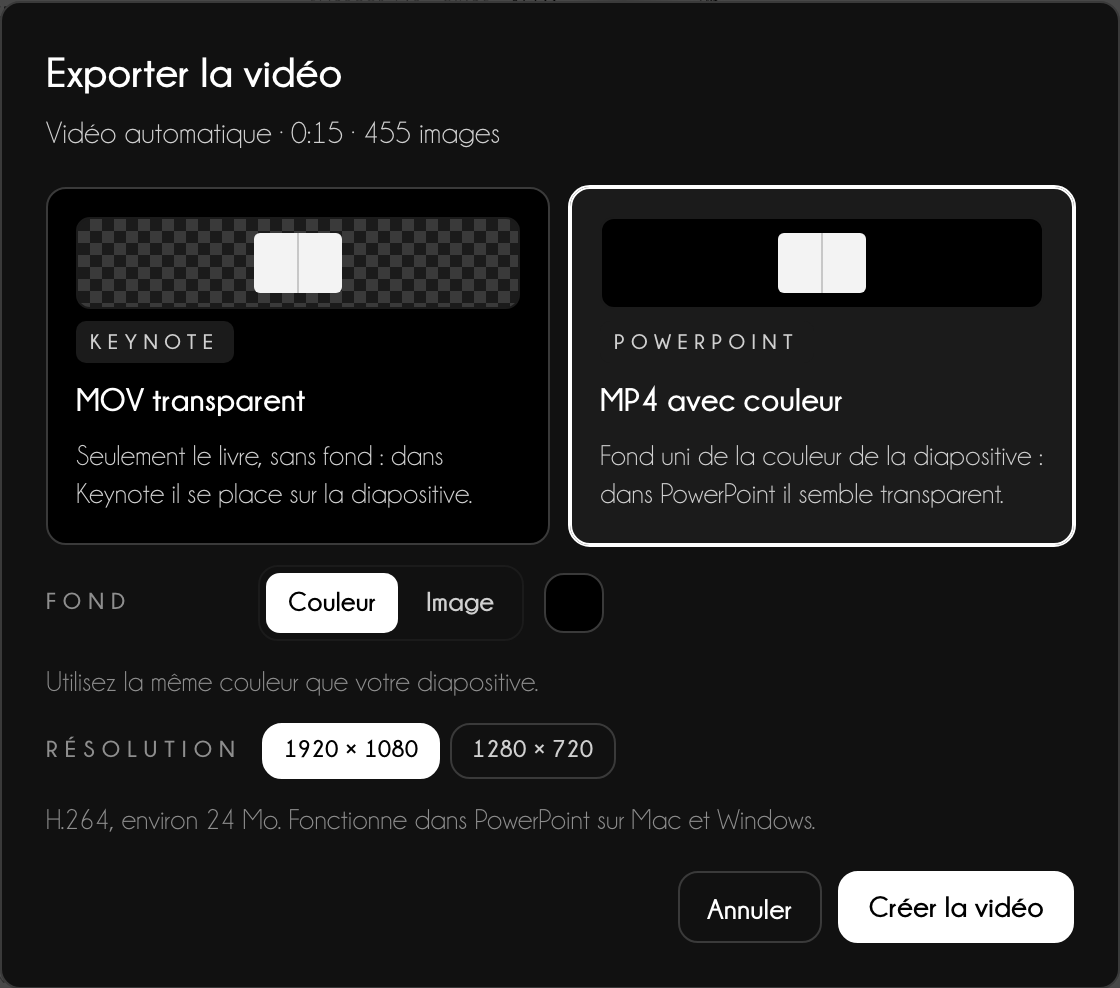 Exporter la vidéo
Vidéo automatique · 0:15 · 455 images
KEYNOTE
MOV transparent
Seulement le livre, sans fond : dans
Keynote il se place sur la diapositive.
POWERPOINT
MP4 avec couleur
Fond uni de la couleur de la diapositive :
dans PowerPoint il semble transparent.
FOND
Couleur
Image
Utilisez la même couleur que votre diapositive.
RÉSOLUTION
1920 × 1080
1280 × 720
H.264, environ 24 Mo. Fonctionne dans PowerPoint sur Mac et Windows.
Annuler
Créer la vidéo